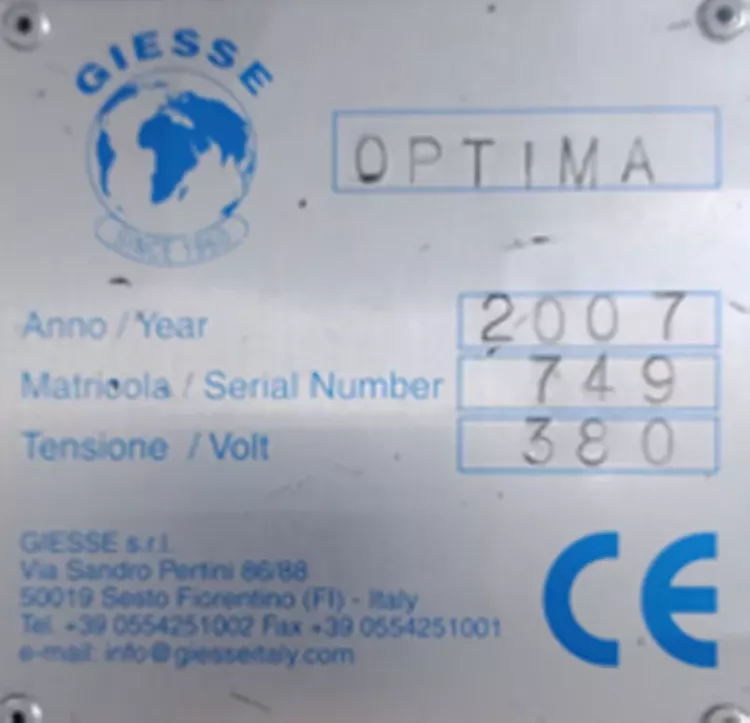 GIESSE
OPTIMA
Anno / Year 2007
Matricola / Serial Number 749
Tensione / Volt 380
GIESSE s.r.l.
Via Sandro Pertini 86/88
50019 Sesto Fiorentino (FI) - Italy
Tel. +39 0554251002 Fax +39 0554251001
e-mail: info@giesseitaly.com
CE
SINCE